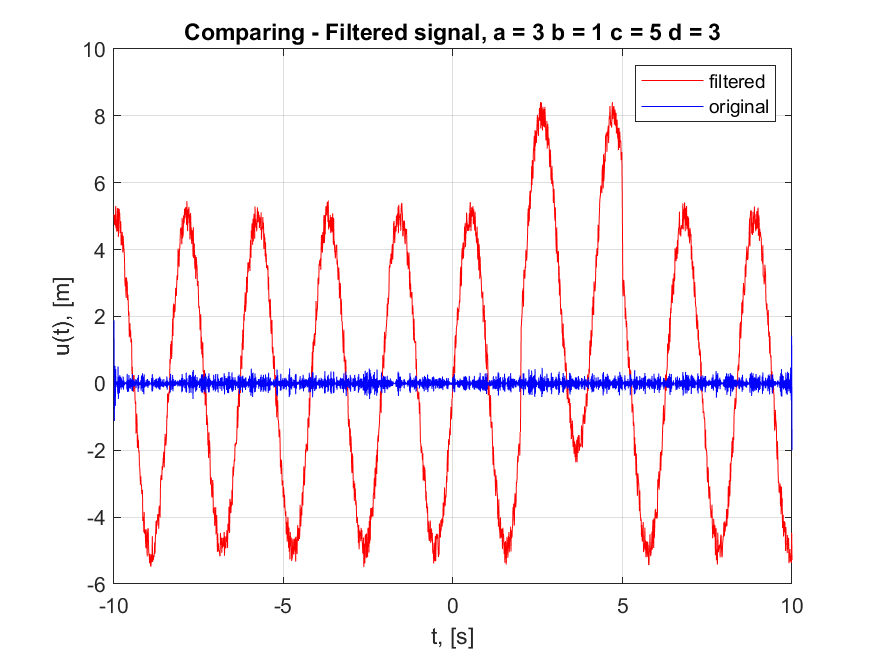 Comparing - Filtered signal, a = 3 b = 1 c = 5 d = 3
10
filtered
original
8
6
4
2
0
-2
-4
-6
u(t), [m]
-10
-5
0
5
10
t, [s]